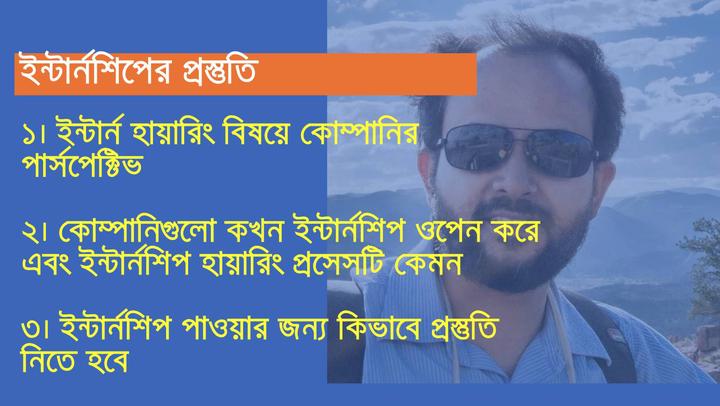 ইন্টার্নশিপের প্রস্তুতি
১। ইন্টার্ন হায়ারিং বিষয়ে কোম্পানির
পার্সপেক্টিভ
২। কোম্পানিগুলো কখন ইন্টার্নশিপ ওপেন করে
এবং ইন্টার্নশিপ হায়ারিং প্রসেসটি কেমন
৩। ইন্টার্নশিপ পাওয়ার জন্য কিভাবে প্রস্তুতি
নিতে হবে